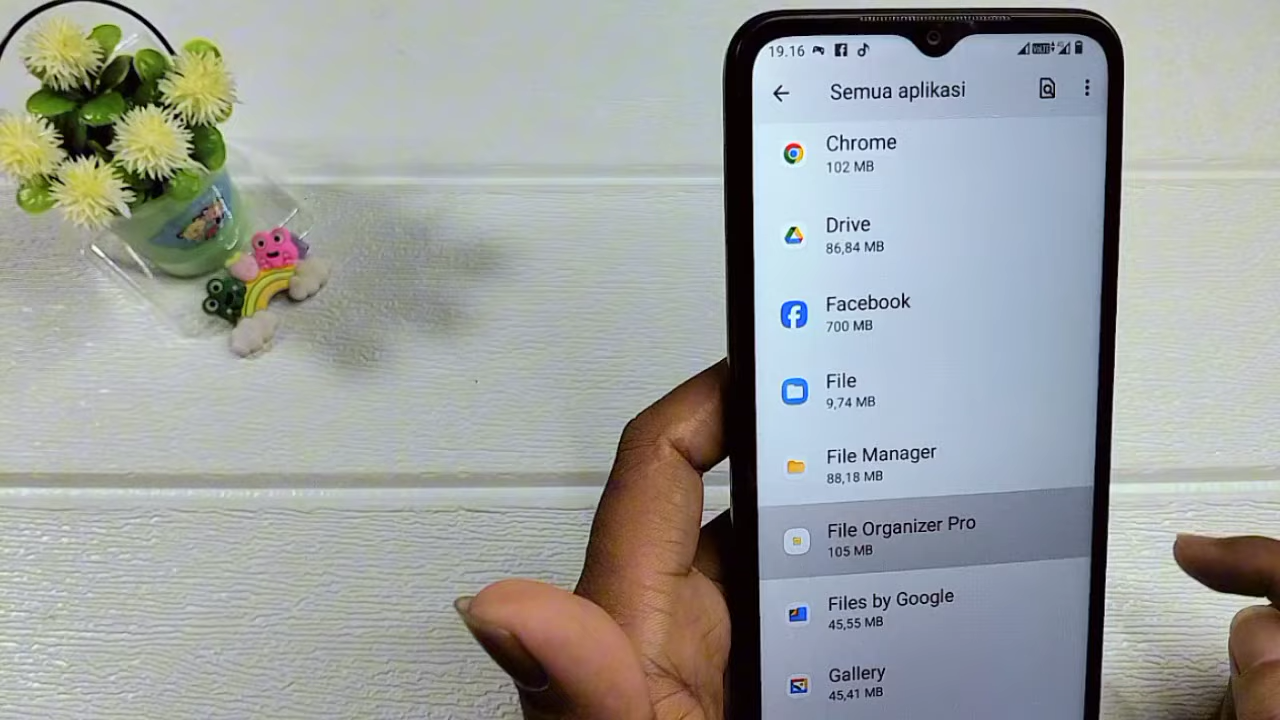 19.16
Semua aplikasi
Chrome
102 MB
Drive
86,84 MB
Facebook
700 MB
File
9,74 MB
File Manager
88,18 MB
File Organizer Pro
105 MB
Files by Google
45,55 MB
Gallery
45,41 MB